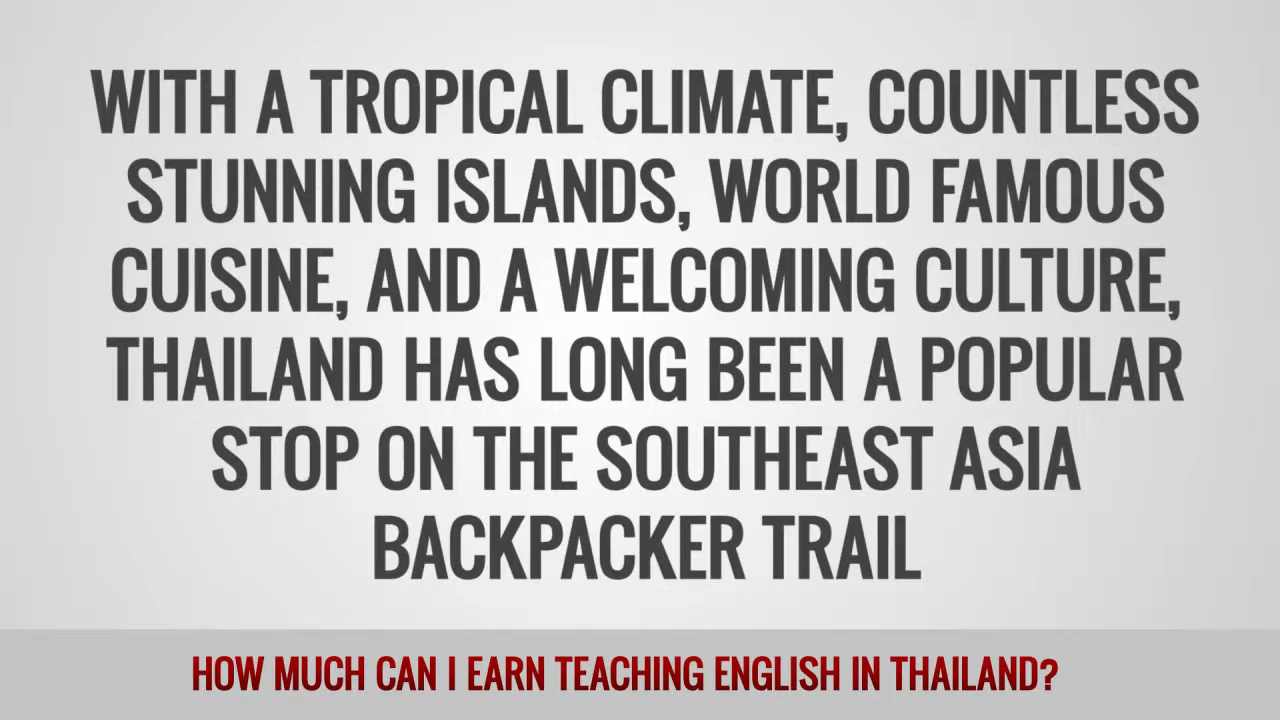 WITH A TROPICAL CLIMATE, COUNTLESS
STUNNING ISLANDS, WORLD FAMOUS
CUISINE, AND A WELCOMING CULTURE,
THAILAND HAS LONG BEEN A POPULAR
STOP ON THE SOUTHEAST ASIA
BACKPACKER TRAIL
HOW MUCH CAN I EARN TEACHING ENGLISH IN THAILAND?